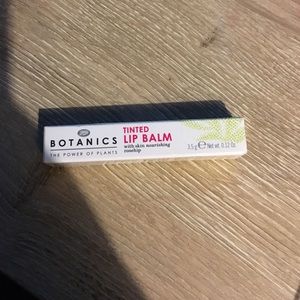 Boots
BOTANICS
THE POWER OF PLANTS
TINTED
LIP BALM
with skin nourishing
rosehip
3.5 g ℮ Net wt. 0.12 Oz.